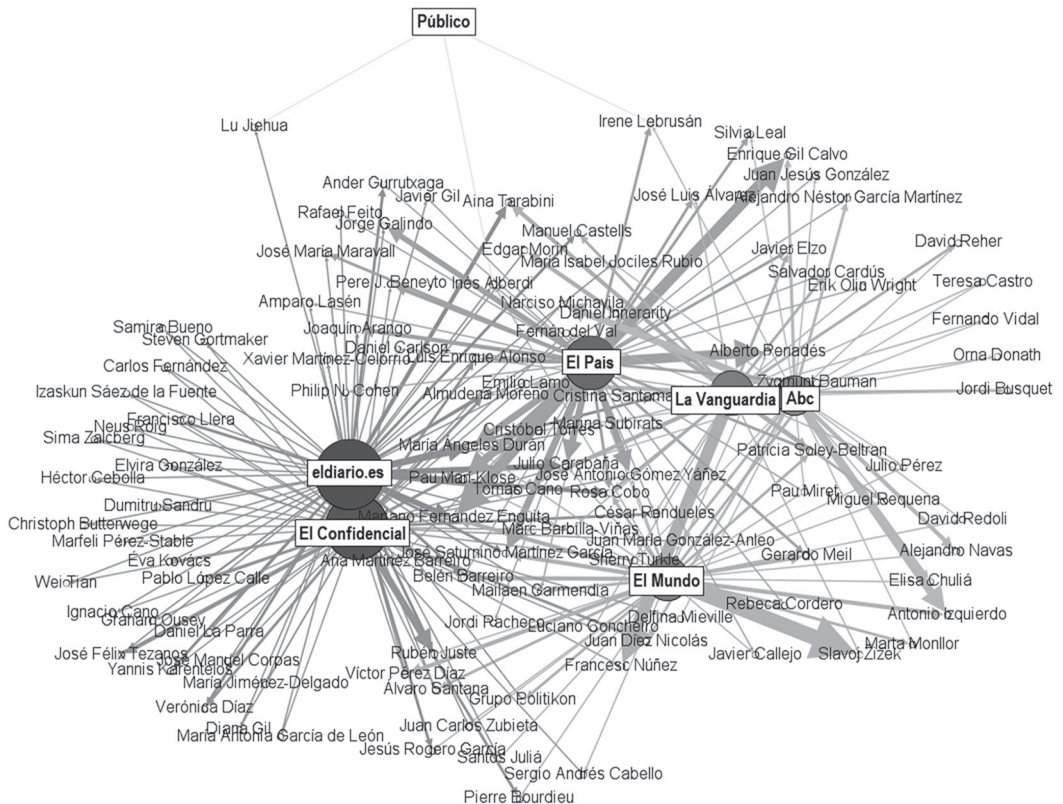 Público
Lu Jiehua
Irene Lebrusán
Silvia Leal
Enrique Gil Calvo
Juan Jesús González
Ander Gurrutxaga
Javier Gil
Aina Tarabini
José Luis Álvarez
Alejandro Néstor García Martínez
Rafael Feito
Jorge Galindo
Manuel Castells
José María Maravall
Edgar Morin
María Isabel Jociles Rubio
Javier Elzo
David Reher
Pere J. Beneyto
Inés Alberdi
Salvador Cardús
Erik Olin Wright
Teresa Castro
Amparo Lasén
Narciso Michavila
Daniel Innerarity
Fernando Vidal
Samira Bueno
Steven Gortmaker
Joaquín Arango
Fernán del Val
Daniel Carlson
Luis Enrique Alonso
Alberto Penadés
Orna Donath
Carlos Fernández
Xavier Martínez-Celorrio
El País
Izaskun Sáez de la Fuente
Philip N. Cohen
Emilio Lamo
Almudena Moreno
Cristina Santama
Zygmunt Bauman
La Vanguardia
Abc
Jordi Busquet
Francisco Llera
Neus Roig
Sima Zalcberg
Cristóbal Torres
Marina Subirats
María Ángeles Durán
Patricia Soley-Beltran
Elvira González
Héctor Cebolla
eldiario.es
Pau Mari-Klose
Julio Carabaña
José Antonio Gómez Yáñez
Julio Pérez
Tomás Cano
Rosa Cobo
Pau Miret
Miguel Requena
Dumitru Sandru
Christoph Butterwege
Mariano Fernández Enguita
César Rendueles
David Redoli
Marfeli Pérez-Stable
El Confidencial
Marc Barbilla-Viñas
Juan María González-Anleo
Éva Kovács
Ana Martínez Barreiro
José Saturnino Martínez García
Sherry Turkle
Gerardo Meil
Alejandro Navas
Wei Tian
Pablo López Calle
Belén Barreiro
El Mundo
Elisa Chuliá
Mailaen Garmendia
Ignacio Cano
Graham Ousey
Daniel La Parra
Jordi Pacheco
Luciano Concheiro
Delfina Mieville
Rebeca Cordero
Antonio Izquierdo
José Félix Tezanos
Yannis Karentelos
José Manuel Corpas
Rubén Juste
Juan Díez Nicolás
Javier Callejo
Slavoj Zizek
Marta Monllor
María Jiménez-Delgado
Víctor Pérez Díaz
Álvaro Santana
Francesc Núñez
Verónica Díaz
Grupo Politikon
Diana Gil
María Antonia García de León
Juan Carlos Zubieta
Jesús Rogero García
Santos Juliá
Sergio Andrés Cabello
Pierre Bourdieu